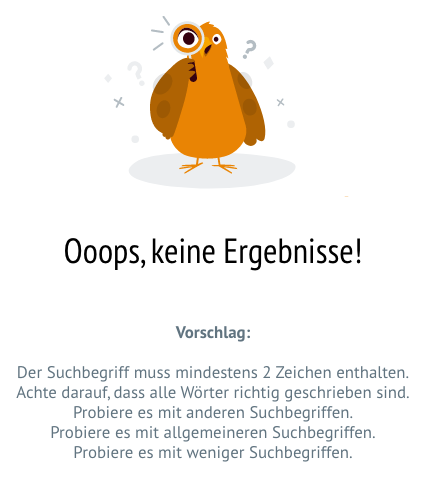 Ooops, keine Ergebnisse!
Vorschlag:
Der Suchbegriff muss mindestens 2 Zeichen enthalten.
Achte darauf, dass alle Wörter richtig geschrieben sind.
Probiere es mit anderen Suchbegriffen.
Probiere es mit allgemeineren Suchbegriffen.
Probiere es mit weniger Suchbegriffen.